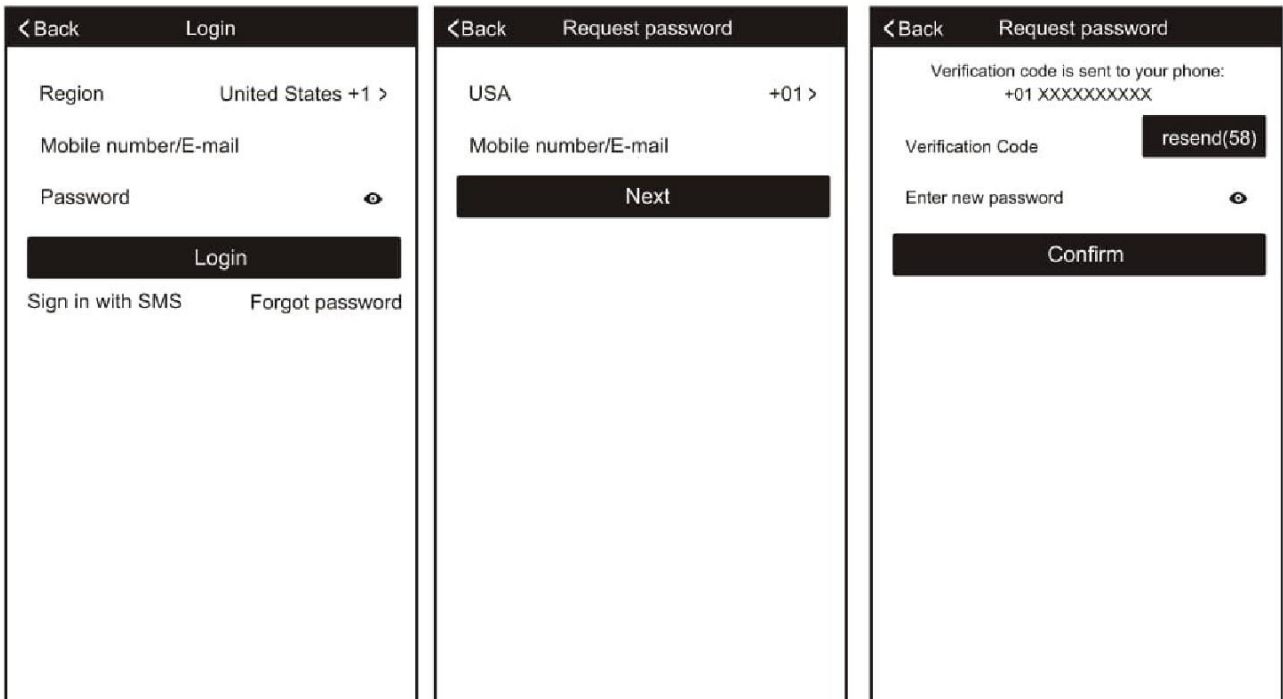 <Back Login
Region United States +1 >
Mobile number/E-mail
Password
Login
Sign in with SMS Forgot password
<Back Request password
USA +01 >
Mobile number/E-mail
Next
<Back Request password
Verification code is sent to your phone:
+01 XXXXXXXXXX
Verification Code resend(58)
Enter new password
Confirm